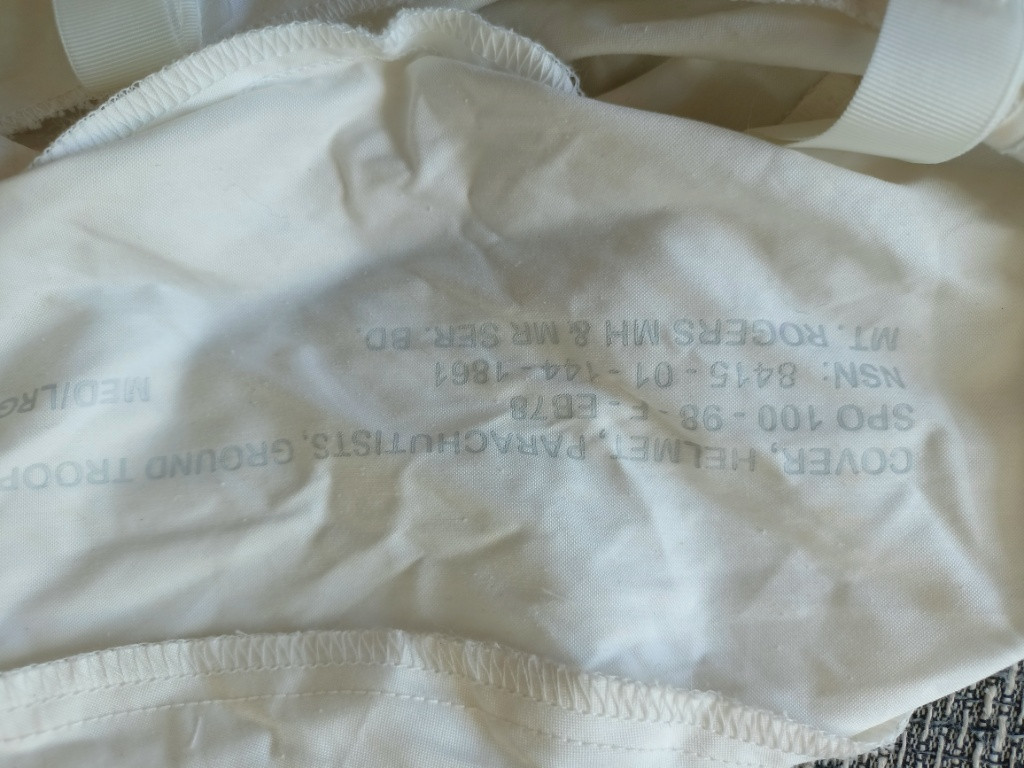 COVER, HELMET, PARACHUTISTS, GROUND TROOP
SPO 100 - 98 - F - EB78
NSN: 8415 - 01 - 144 - 1861 MED/LRG
MT. ROGERS MH & MR SER. BD.